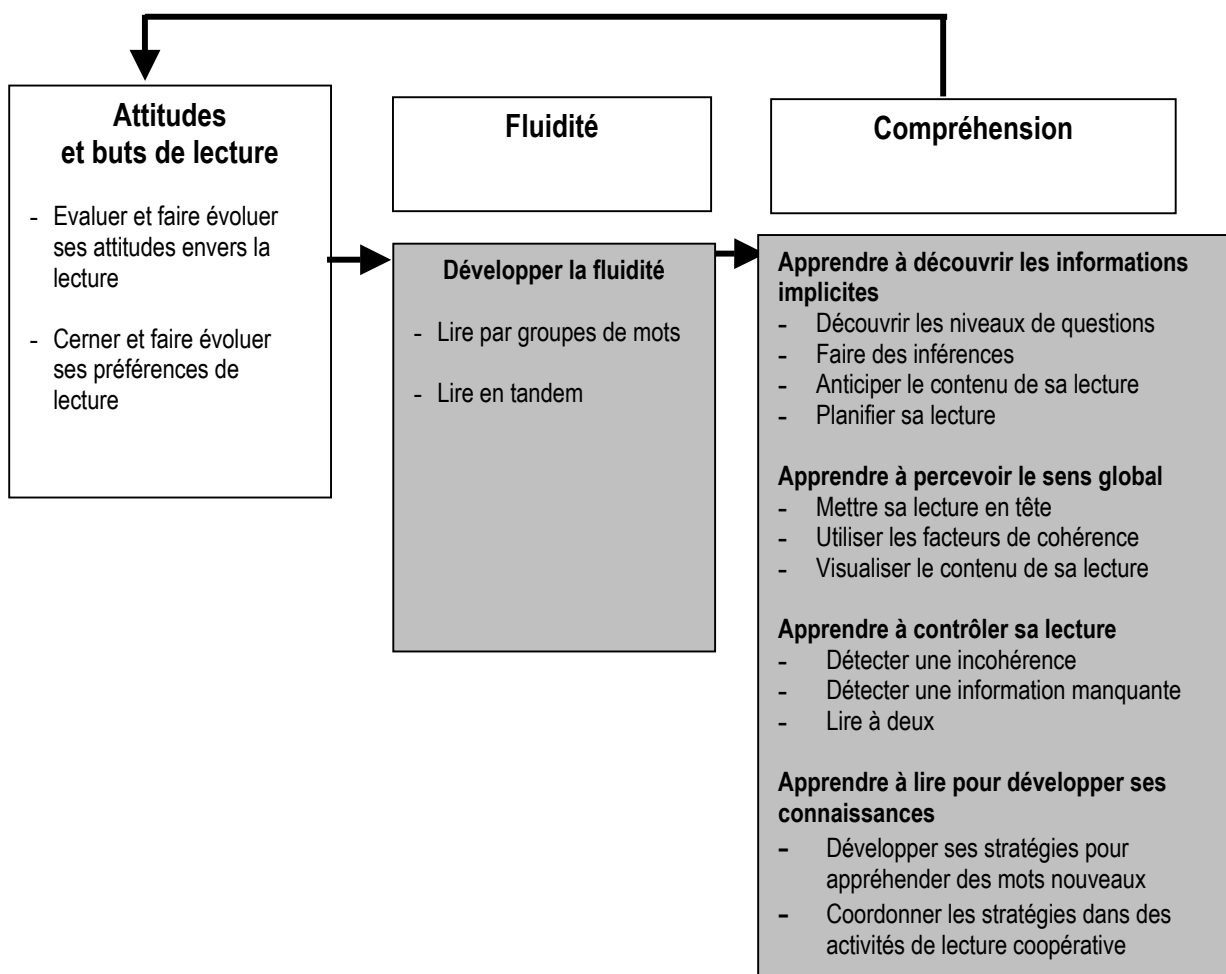 Attitudes
et buts de lecture
- Evaluer et faire évoluer
ses attitudes envers la
lecture
- Cerner et faire évoluer
ses préférences de
lecture
Fluidité
Développer la fluidité
- Lire par groupes de mots
- Lire en tandem
Compréhension
Apprendre à découvrir les informations
implicites
- Découvrir les niveaux de questions
- Faire des inférences
- Anticiper le contenu de sa lecture
- Planifier sa lecture
Apprendre à percevoir le sens global
- Mettre sa lecture en tête
- Utiliser les facteurs de cohérence
- Visualiser le contenu de sa lecture
Apprendre à contrôler sa lecture
- Détecter une incohérence
- Détecter une information manquante
- Lire à deux
Apprendre à lire pour développer ses
connaissances
- Développer ses stratégies pour
appréhender des mots nouveaux
- Coordonner les stratégies dans des
activités de lecture coopérative